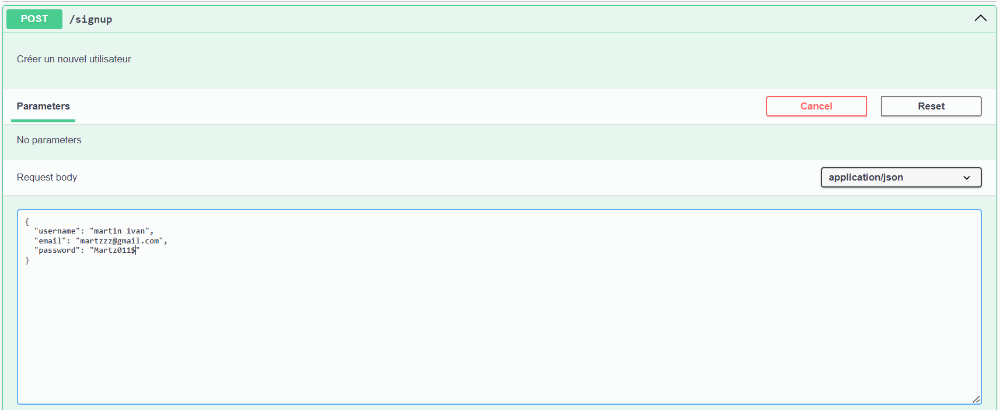 POST /signup
Créer un nouvel utilisateur
Parameters Cancel Reset
No parameters
Request body application/json
{
"username": "martin ivan",
"email": "martzzz@gmail.com",
"password": "Martz011$"
}